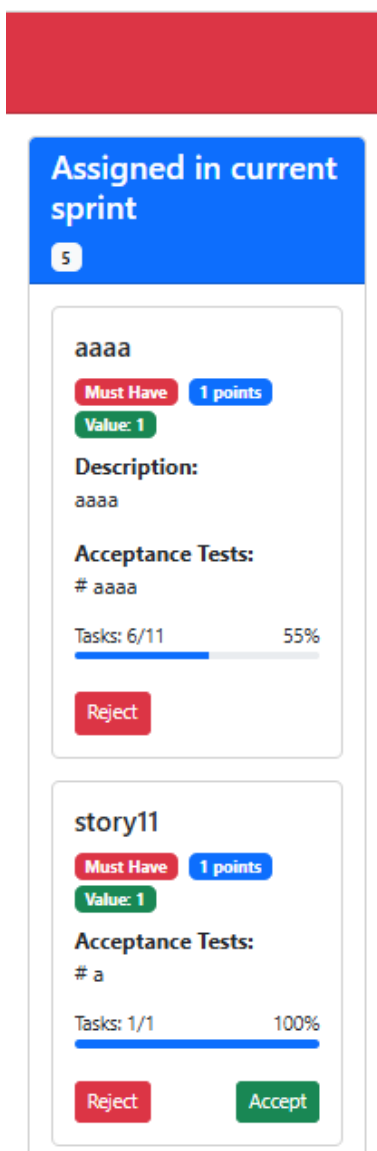 Assigned in current
sprint
5
aaaa
Must Have 1 points
Value: 1
Description:
aaaa
Acceptance Tests:
# aaaa
Tasks: 6/11 55%
Reject
story11
Must Have 1 points
Value: 1
Acceptance Tests:
# a
Tasks: 1/1 100%
Reject Accept